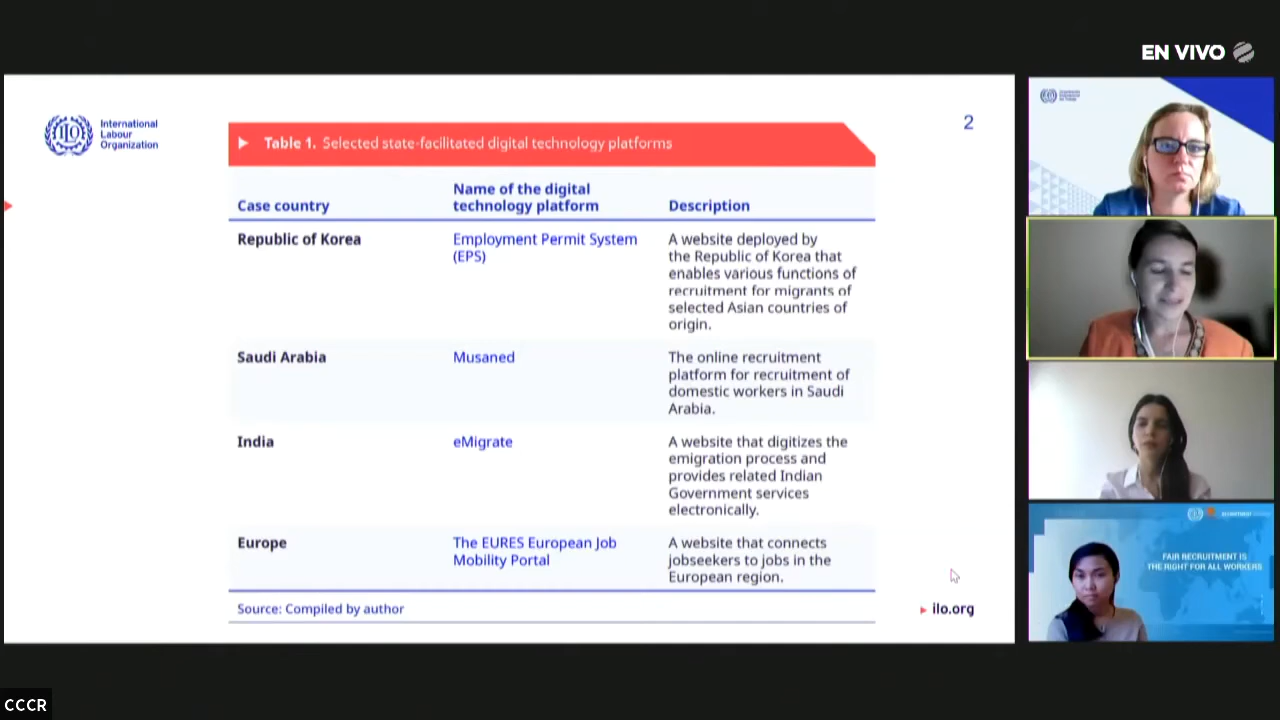 EN VIVO
International
Labour
Organization
Table 1. Selected state-facilitated digital technology platforms
2
Case country
Name of the digital
technology platform
Description
Republic of Korea
Employment Permit System
(EPS)
A website deployed by
the Republic of Korea that
enables various functions of
recruitment for migrants of
selected Asian countries of
origin.
Saudi Arabia
Musaned
The online recruitment
platform for recruitment of
domestic workers in Saudi
Arabia.
India
eMigrate
A website that digitizes the
emigration process and
provides related Indian
Government services
electronically.
Europe
The EURES European Job
Mobility Portal
A website that connects
jobseekers to jobs in the
European region.
Source: Compiled by author
ilo.org
FAIR RECRUITMENT IS
THE RIGHT FOR ALL WORKERS
CCCR